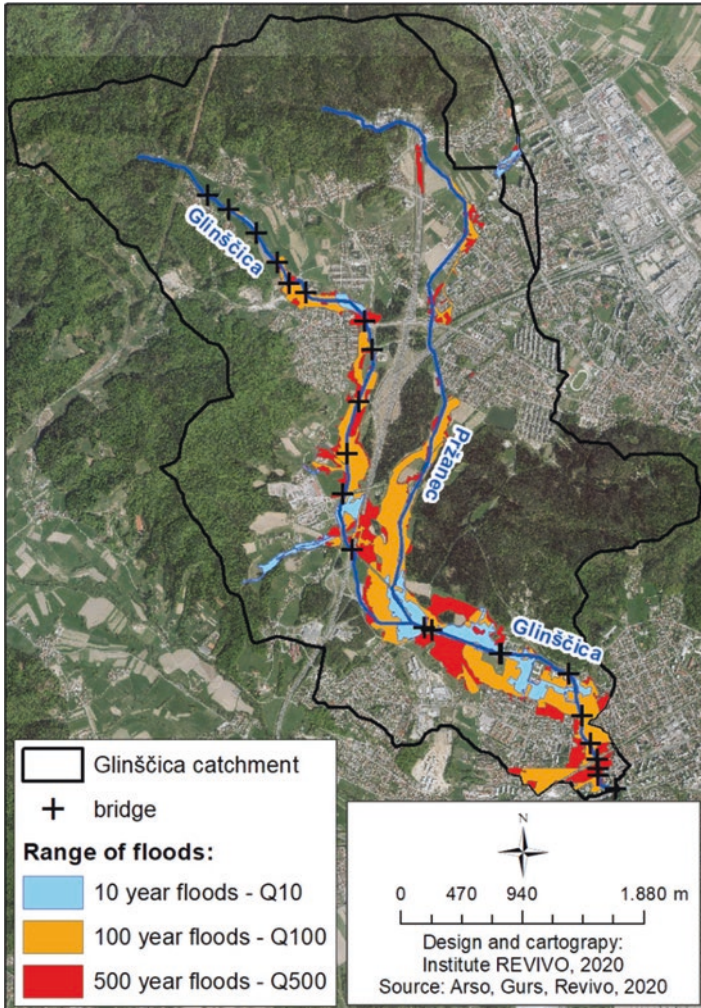 Glinščica
Pržanec
Glinščica
Glinščica catchment
bridge
Range of floods:
10 year floods - Q10
100 year floods - Q100
500 year floods - Q500
N
0 470 940 1.880 m
Design and cartograpy:
Institute REVIVO, 2020
Source: Arso, Gurs, Revivo, 2020